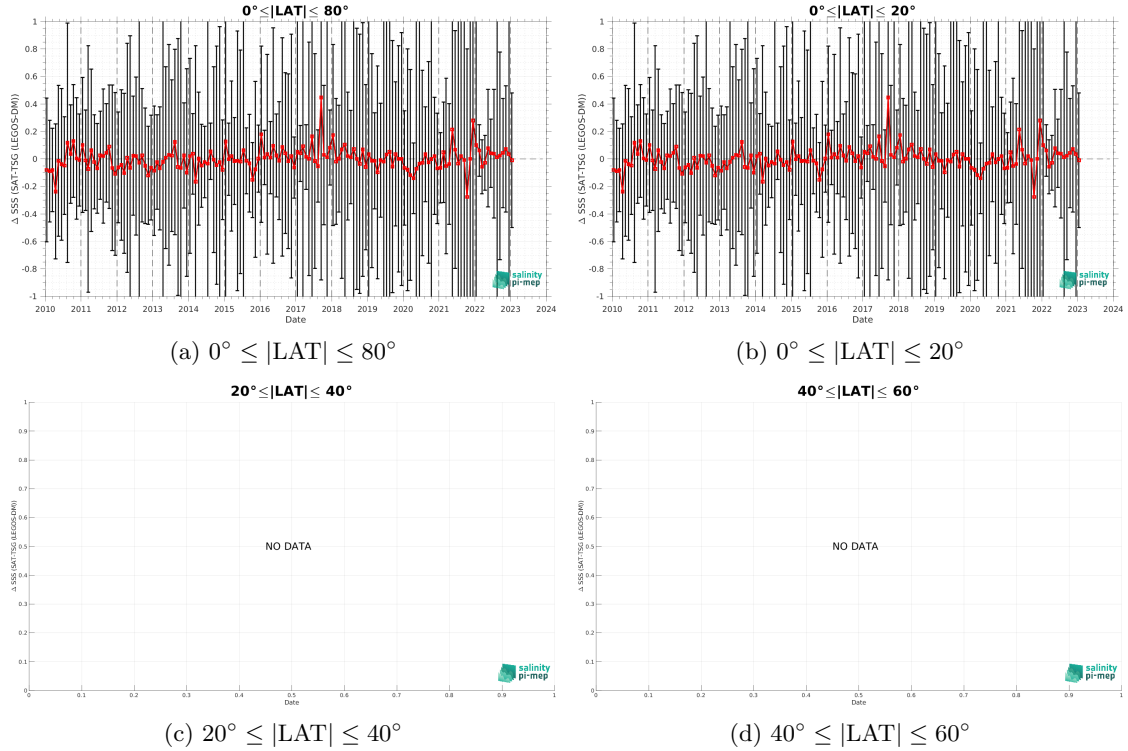 0°≤|LAT|≤ 80°
Δ SSS (SAT-TSG (LEGOS-DM))
1
0.8
0.6
0.4
0.2
0
-0.2
-0.4
-0.6
-0.8
-1
salinity
pi-mep
2010 2011 2012 2013 2014 2015 2016 2017 2018 2019 2020 2021 2022 2023 2024
Date
(a) 0° ≤ |LAT| ≤ 80°
0°≤|LAT|≤ 20°
Δ SSS (SAT-TSG (LEGOS-DM))
1
0.8
0.6
0.4
0.2
0
-0.2
-0.4
-0.6
-0.8
-1
salinity
pi-mep
2010 2011 2012 2013 2014 2015 2016 2017 2018 2019 2020 2021 2022 2023 2024
Date
(b) 0° ≤ |LAT| ≤ 20°
20°≤|LAT|≤ 40°
Δ SSS (SAT-TSG (LEGOS-DM))
1
0.9
0.8
0.7
0.6
0.5
0.4
0.3
0.2
0.1
0
NO DATA
salinity
pi-mep
0 0.1 0.2 0.3 0.4 0.5 0.6 0.7 0.8 0.9 1
Date
(c) 20° ≤ |LAT| ≤ 40°
40°≤|LAT|≤ 60°
Δ SSS (SAT-TSG (LEGOS-DM))
1
0.9
0.8
0.7
0.6
0.5
0.4
0.3
0.2
0.1
0
NO DATA
salinity
pi-mep
0 0.1 0.2 0.3 0.4 0.5 0.6 0.7 0.8 0.9 1
Date
(d) 40° ≤ |LAT| ≤ 60°